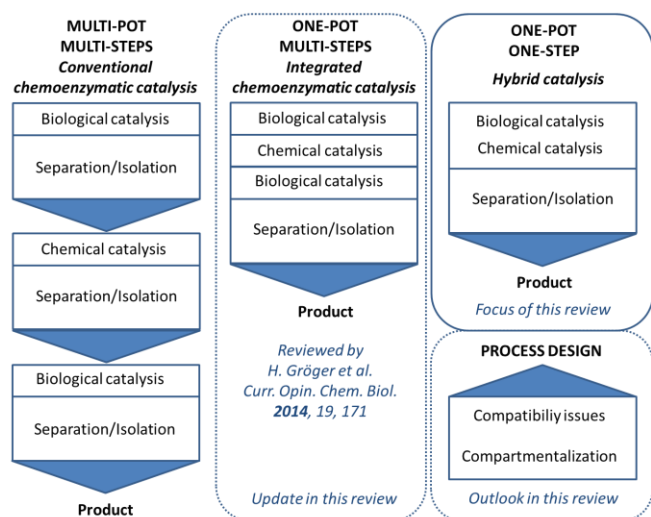 MULTI-POT
MULTI-STEPS
Conventional
chemoenzymatic catalysis
Biological catalysis
Separation/Isolation
Chemical catalysis
Separation/Isolation
Biological catalysis
Separation/Isolation
Product
ONE-POT
MULTI-STEPS
Integrated
chemoenzymatic catalysis
Biological catalysis
Chemical catalysis
Biological catalysis
Separation/Isolation
Product
Reviewed by
H. Gröger et al.
Curr. Opin. Chem. Biol.
2014, 19, 171
Update in this review
ONE-POT
ONE-STEP
Hybrid catalysis
Biological catalysis
Chemical catalysis
Separation/Isolation
Product
Focus of this review
PROCESS DESIGN
Compatibiliy issues
Compartmentalization
Outlook in this review